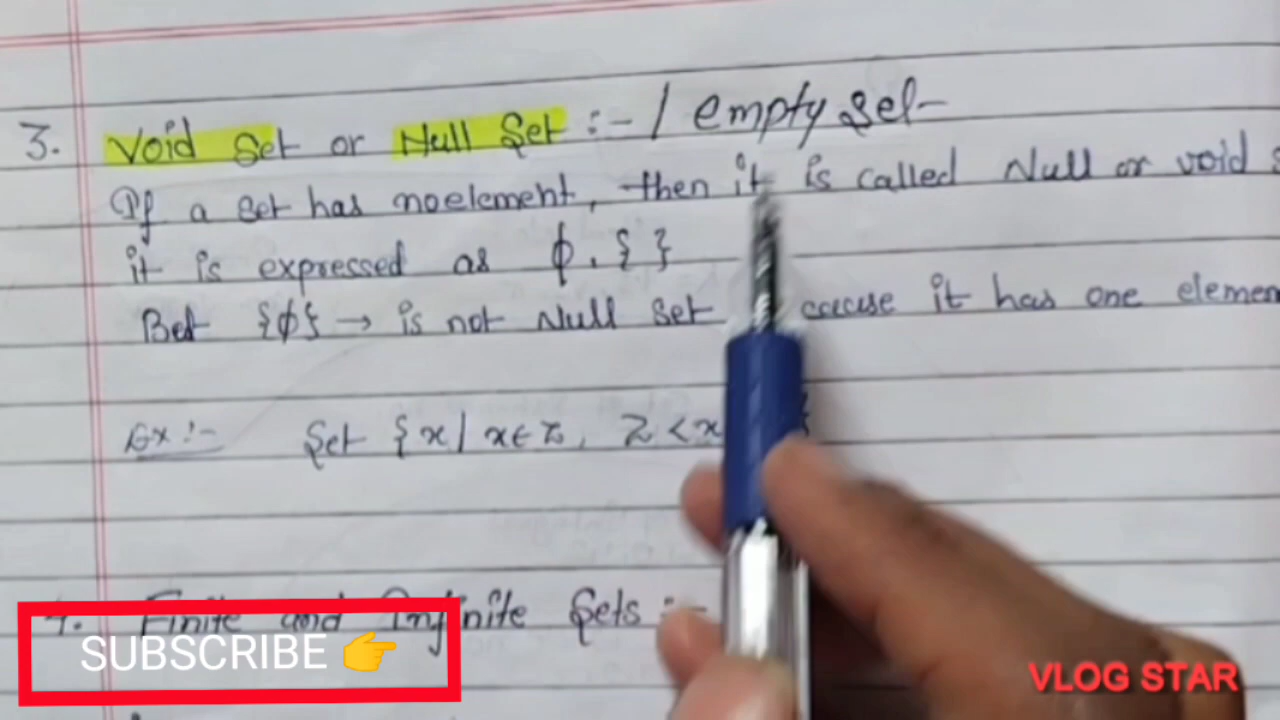 3. Void Set or Null Set :- / empty set
If a set has noelement, then it is called Null or void
it is expressed as ϕ, { }
But {ϕ} → is not Null set it has one
Ex :- Set {x / x ∈ Z, 2 < x }
4. Finite and Infinite Sets :-
SUBSCRIBE 👉
VLOG STAR